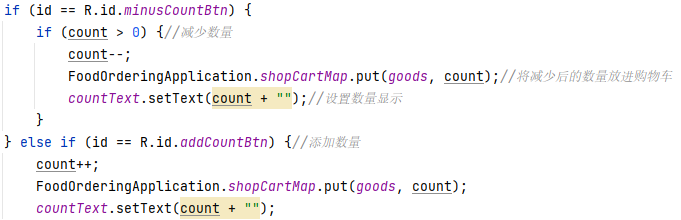 if (id == R.id.minusCountBtn) {
if (count > 0) {//减少数量
count--;
FoodOrderingApplication.shopCartMap.put(goods, count);//将减少后的数量放进购物车
countText.setText(count + "");//设置数量显示
}
} else if (id == R.id.addCountBtn) {//添加数量
count++;
FoodOrderingApplication.shopCartMap.put(goods, count);
countText.setText(count + "");